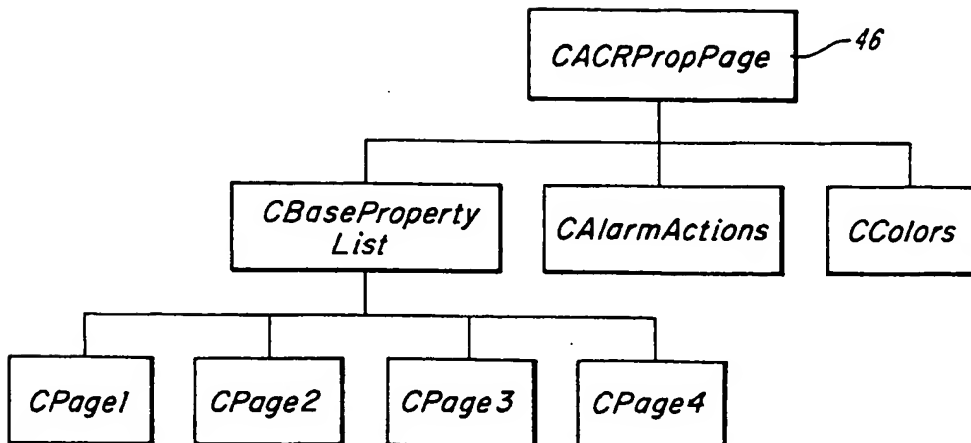 CACRPropPage
46
CBaseProperty
List
CAlarmActions
CColors
CPage1
CPage2
CPage3
CPage4